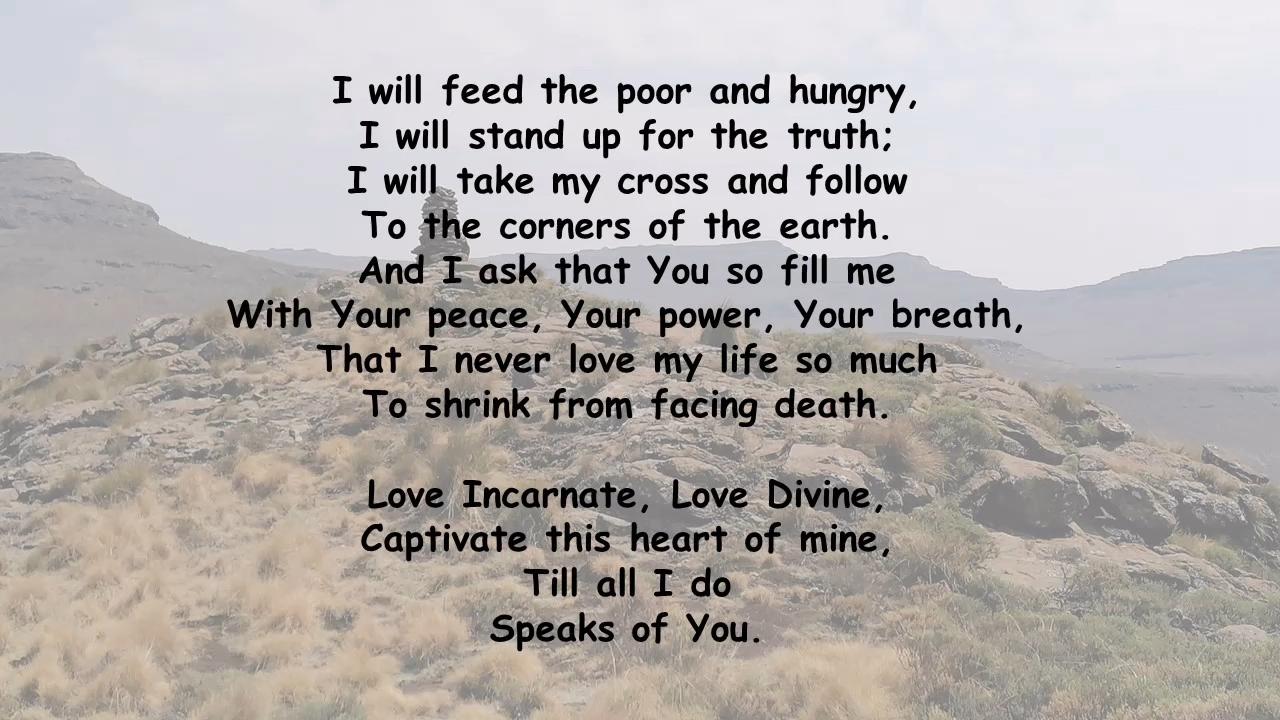 I will feed the poor and hungry,
I will stand up for the truth;
I will take my cross and follow
To the corners of the earth.
And I ask that You so fill me
With Your peace, Your power, Your breath,
That I never love my life so much
To shrink from facing death.

Love Incarnate, Love Divine,
Captivate this heart of mine,
Till all I do
Speaks of You.